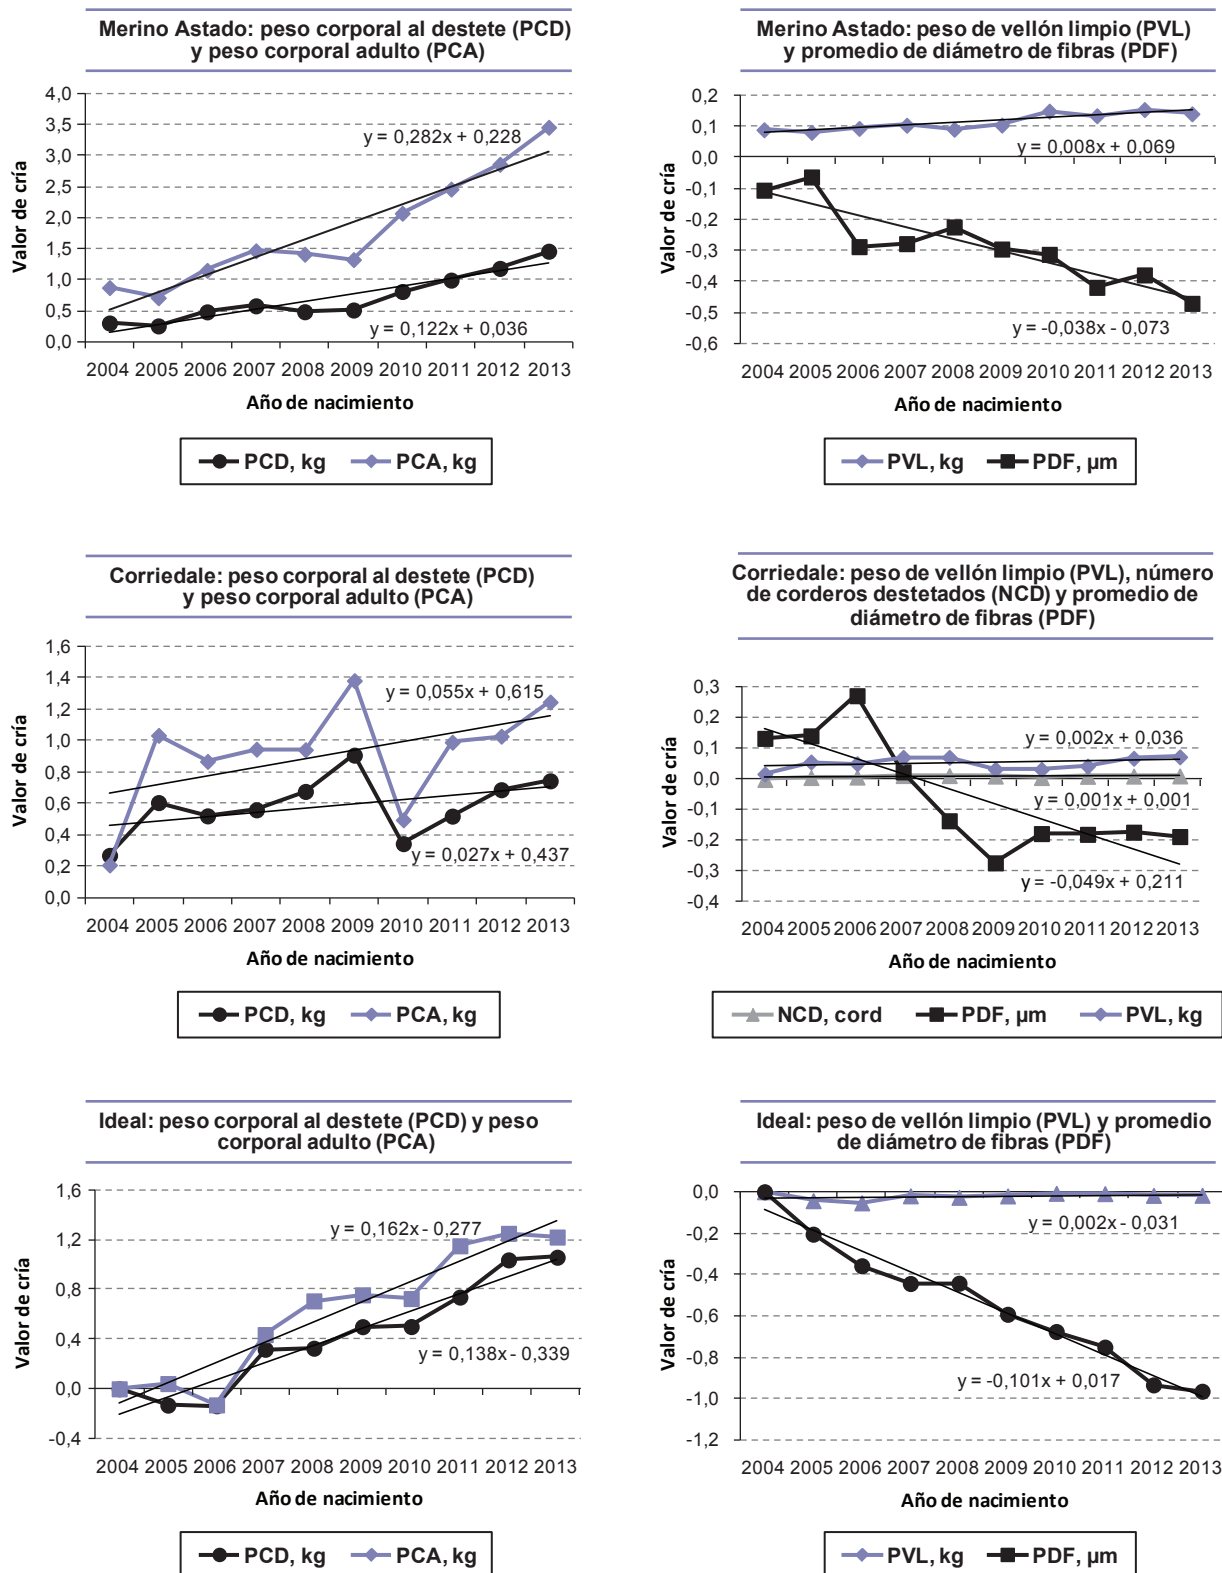 Merino Astado: peso corporal al destete (PCD)
y peso corporal adulto (PCA)
4,0
3,5
3,0
2,5
2,0
1,5
1,0
0,5
0,0
Valor de cría
y = 0,282x + 0,228
y = 0,122x + 0,036
2004 2005 2006 2007 2008 2009 2010 2011 2012 2013
Año de nacimiento
PCD, kg PCA, kg
Merino Astado: peso de vellón limpio (PVL)
y promedio de diámetro de fibras (PDF)
0,2
0,1
0,0
-0,1
-0,2
-0,3
-0,4
-0,5
-0,6
Valor de cría
y = 0,008x + 0,069
y = -0,038x - 0,073
2004 2005 2006 2007 2008 2009 2010 2011 2012 2013
Año de nacimiento
PVL, kg PDF, µm
Corriedale: peso corporal al destete (PCD)
y peso corporal adulto (PCA)
1,6
1,4
1,2
1,0
0,8
0,6
0,4
0,2
0,0
Valor de cría
y = 0,055x + 0,615
y = 0,027x + 0,437
2004 2005 2006 2007 2008 2009 2010 2011 2012 2013
Año de nacimiento
PCD, kg PCA, kg
Corriedale: peso de vellón limpio (PVL), número
de corderos destetados (NCD) y promedio de
diámetro de fibras (PDF)
0,3
0,2
0,1
0,0
-0,1
-0,2
-0,3
-0,4
Valor de cría
y = 0,002x + 0,036
y = 0,001x + 0,001
y = -0,049x + 0,211
2004 2005 2006 2007 2008 2009 2010 2011 2012 2013
Año de nacimiento
NCD, cord PDF, µm PVL, kg
Ideal: peso corporal al destete (PCD) y peso
corporal adulto (PCA)
1,6
1,2
0,8
0,4
0,0
-0,4
Valor de cría
y = 0,162x - 0,277
y = 0,138x - 0,339
2004 2005 2006 2007 2008 2009 2010 2011 2012 2013
Año de nacimiento
PCD, kg PCA, kg
Ideal: peso de vellón limpio (PVL) y promedio
de diámetro de fibras (PDF)
0,0
-0,2
-0,4
-0,6
-0,8
-1,0
-1,2
Valor de cría
y = 0,002x - 0,031
y = -0,101x + 0,017
2004 2005 2006 2007 2008 2009 2010 2011 2012 2013
Año de nacimiento
PVL, kg PDF, µm